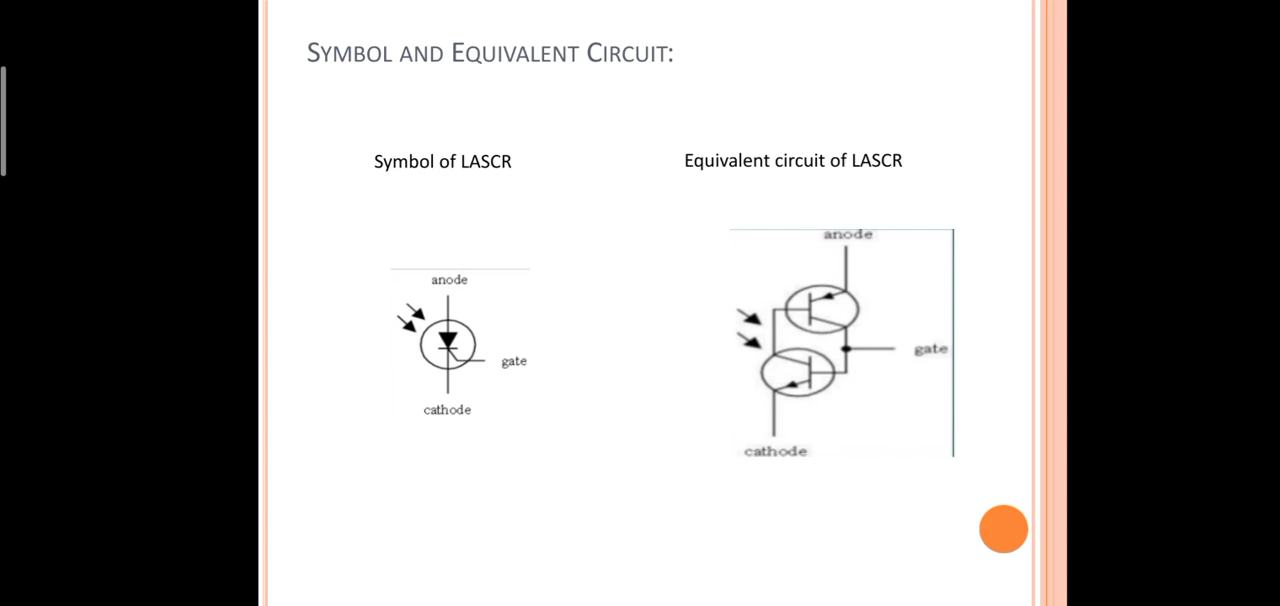 SYMBOL AND EQUIVALENT CIRCUIT:
Symbol of LASCR
Equivalent circuit of LASCR
anode
gate
cathode
anode
gate
cathode